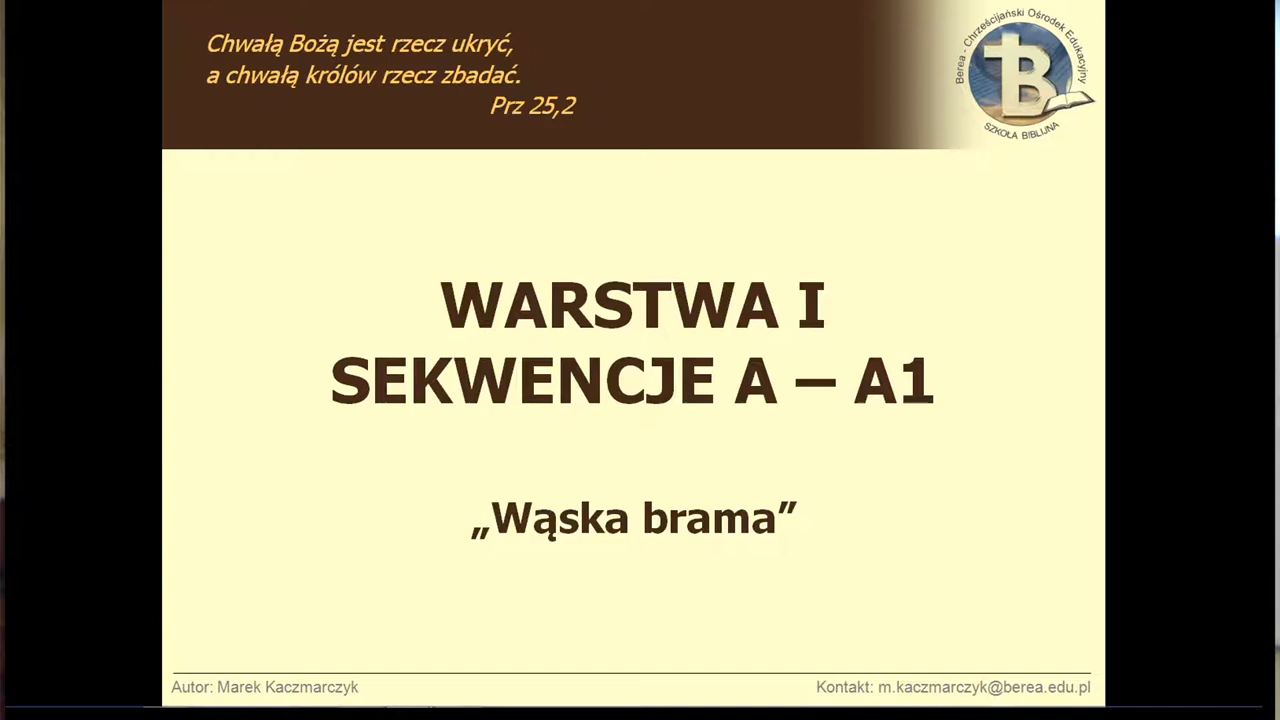 Chwałą Bożą jest rzecz ukryć,
a chwałą królów rzecz zbadać.
Prz 25,2
Berea - Chrześcijański Ośrodek Edukacyjny
B
SZKOŁA BIBLIJNA
WARSTWA I
SEKWENCJE A – A1
„Wąska brama”
Autor: Marek Kaczmarczyk
Kontakt: m.kaczmarczyk@berea.edu.pl